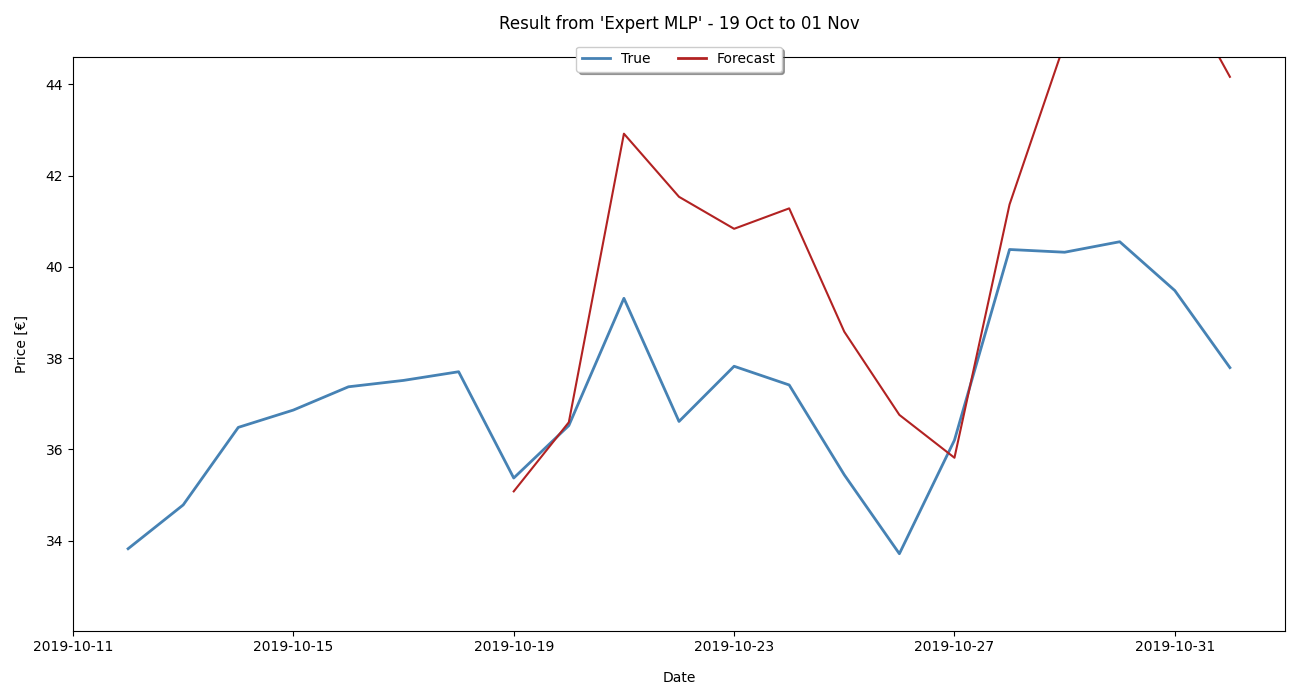 Result from 'Expert MLP' - 19 Oct to 01 Nov
True Forecast
44
42
40
38
36
34
Price [€]
2019-10-11 2019-10-15 2019-10-19 2019-10-23 2019-10-27 2019-10-31
Date